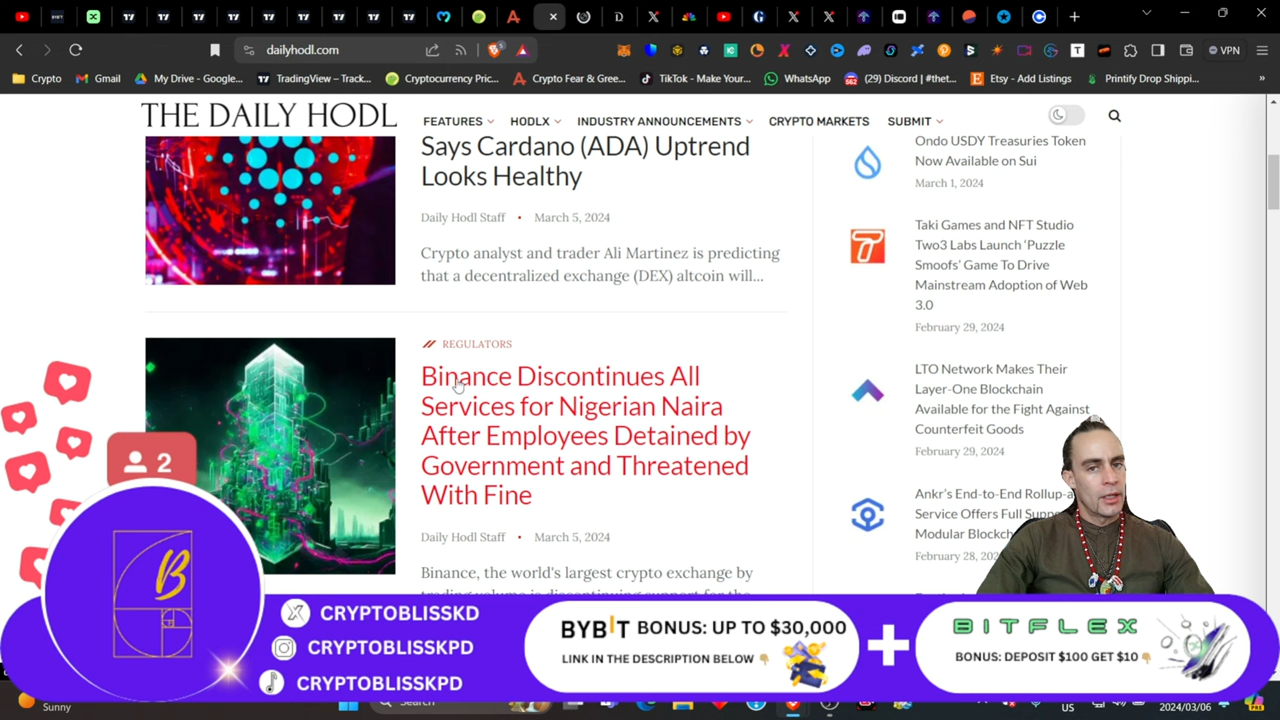 dailyhodl.com
VPN
Crypto
Gmail
My Drive - Google...
TradingView – Track...
Cryptocurrency Pric...
Crypto Fear & Gree...
TikTok - Make Your...
WhatsApp
(29) Discord | #thet...
Etsy - Add Listings
Printify Drop Shippi...
»
THE DAILY HODL
FEATURES
HODLX
INDUSTRY ANNOUNCEMENTS
CRYPTO MARKETS
SUBMIT
Says Cardano (ADA) Uptrend
Looks Healthy
Daily Hodl Staff • March 5, 2024
Crypto analyst and trader Ali Martinez is predicting
that a decentralized exchange (DEX) altcoin will...
REGULATORS
Binance Discontinues All
Services for Nigerian Naira
After Employees Detained by
Government and Threatened
With Fine
Daily Hodl Staff • March 5, 2024
Binance, the world's largest crypto exchange by
trading volume is discontinuing support for the
Ondo USDY Treasuries Token
Now Available on Sui
March 1, 2024
Taki Games and NFT Studio
Two3 Labs Launch ‘Puzzle
Smoofs’ Game To Drive
Mainstream Adoption of Web
3.0
February 29, 2024
LTO Network Makes Their
Layer-One Blockchain
Available for the Fight Against
Counterfeit Goods
February 29, 2024
Ankr’s End-to-End Rollup-a
Service Offers Full Supp
Modular Blockch
February 28, 202
2
B
CRYPTOBLISSKD
CRYPTOBLISSKPD
CRYPTOBLISSKPD
BYBIT BONUS: UP TO $30,000
LINK IN THE DESCRIPTION BELOW
BITFLEX
BONUS: DEPOSIT $100 GET $10
Sunny
Search
US
2024/03/06